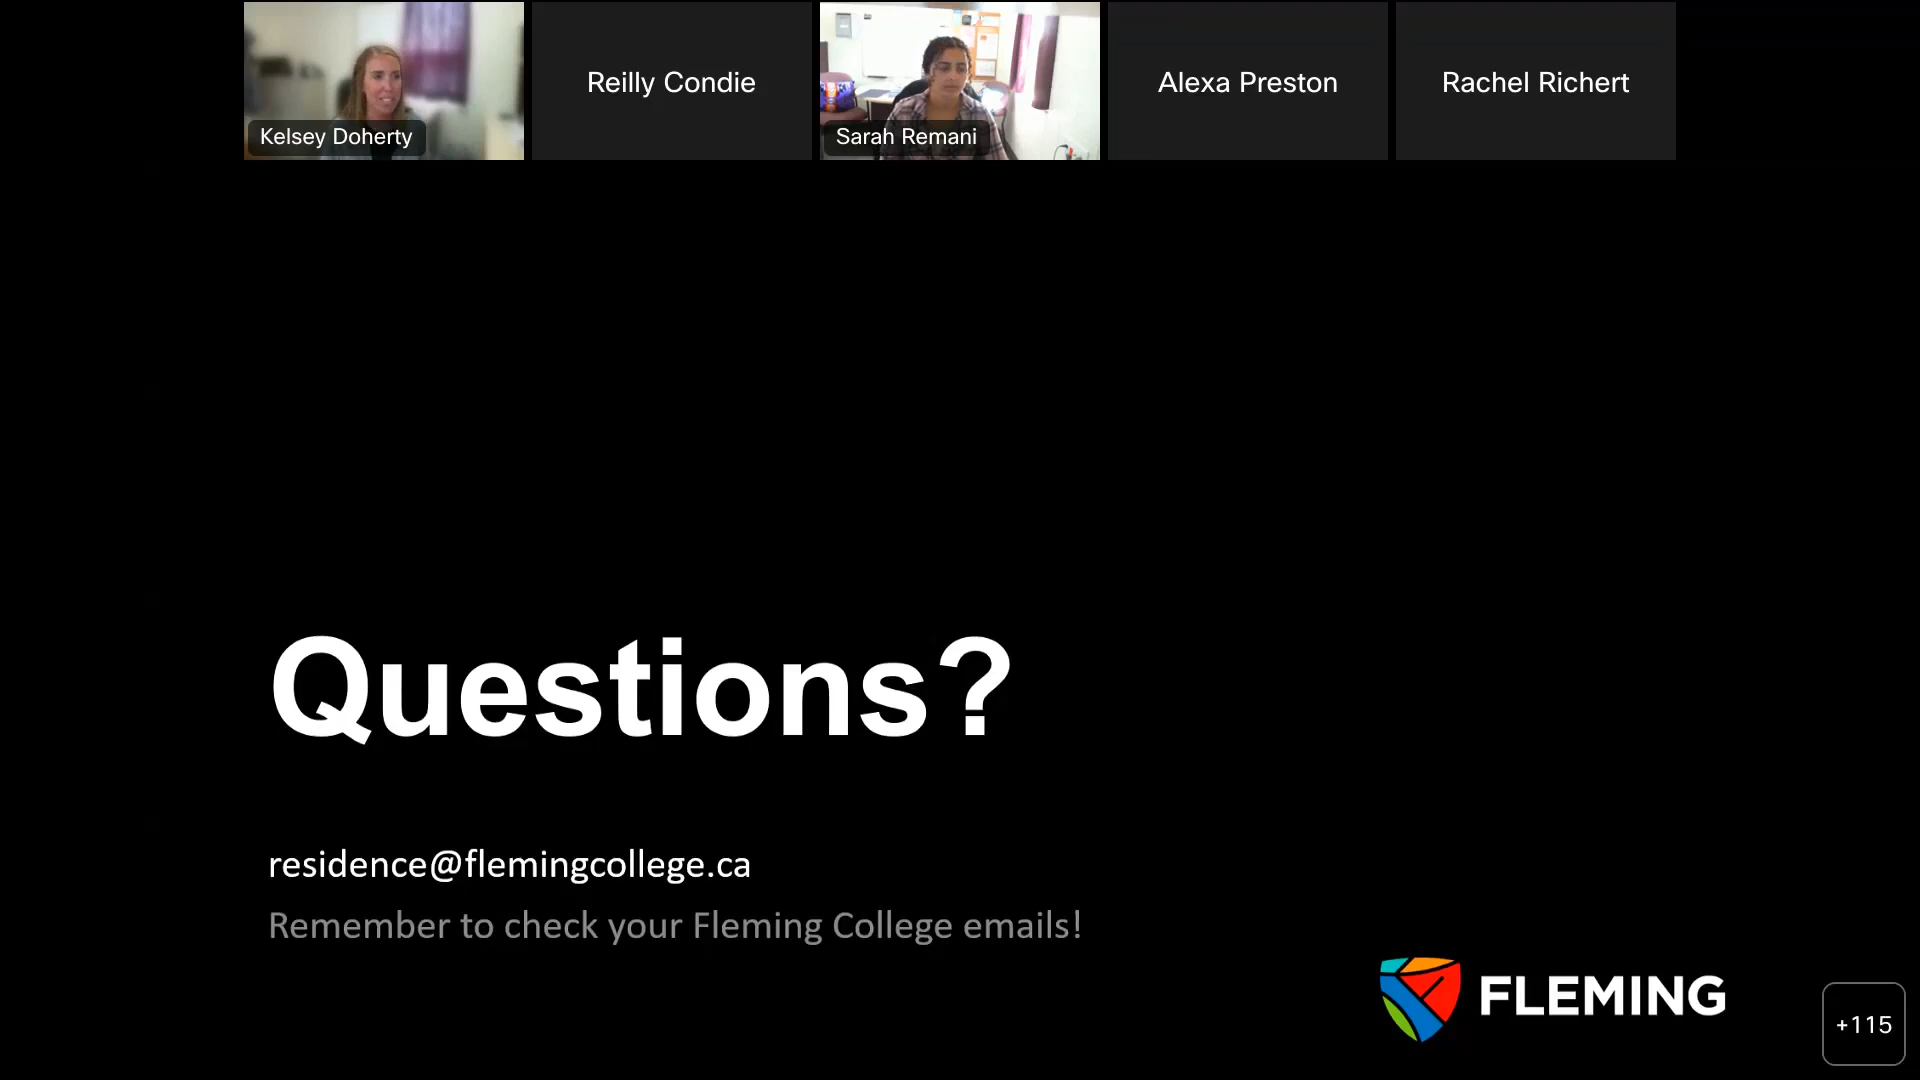 Kelsey Doherty
Reilly Condie
Sarah Remani
Alexa Preston
Rachel Richert
Questions?
residence@flemingcollege.ca
Remember to check your Fleming College emails!
FLEMING
+115